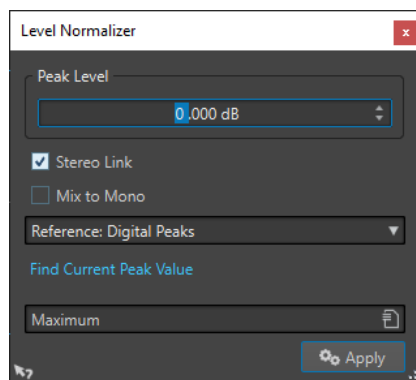 Level Normalizer
x
Peak Level
0.000 dB
Stereo Link
Mix to Mono
Reference: Digital Peaks
Find Current Peak Value
Maximum
Apply